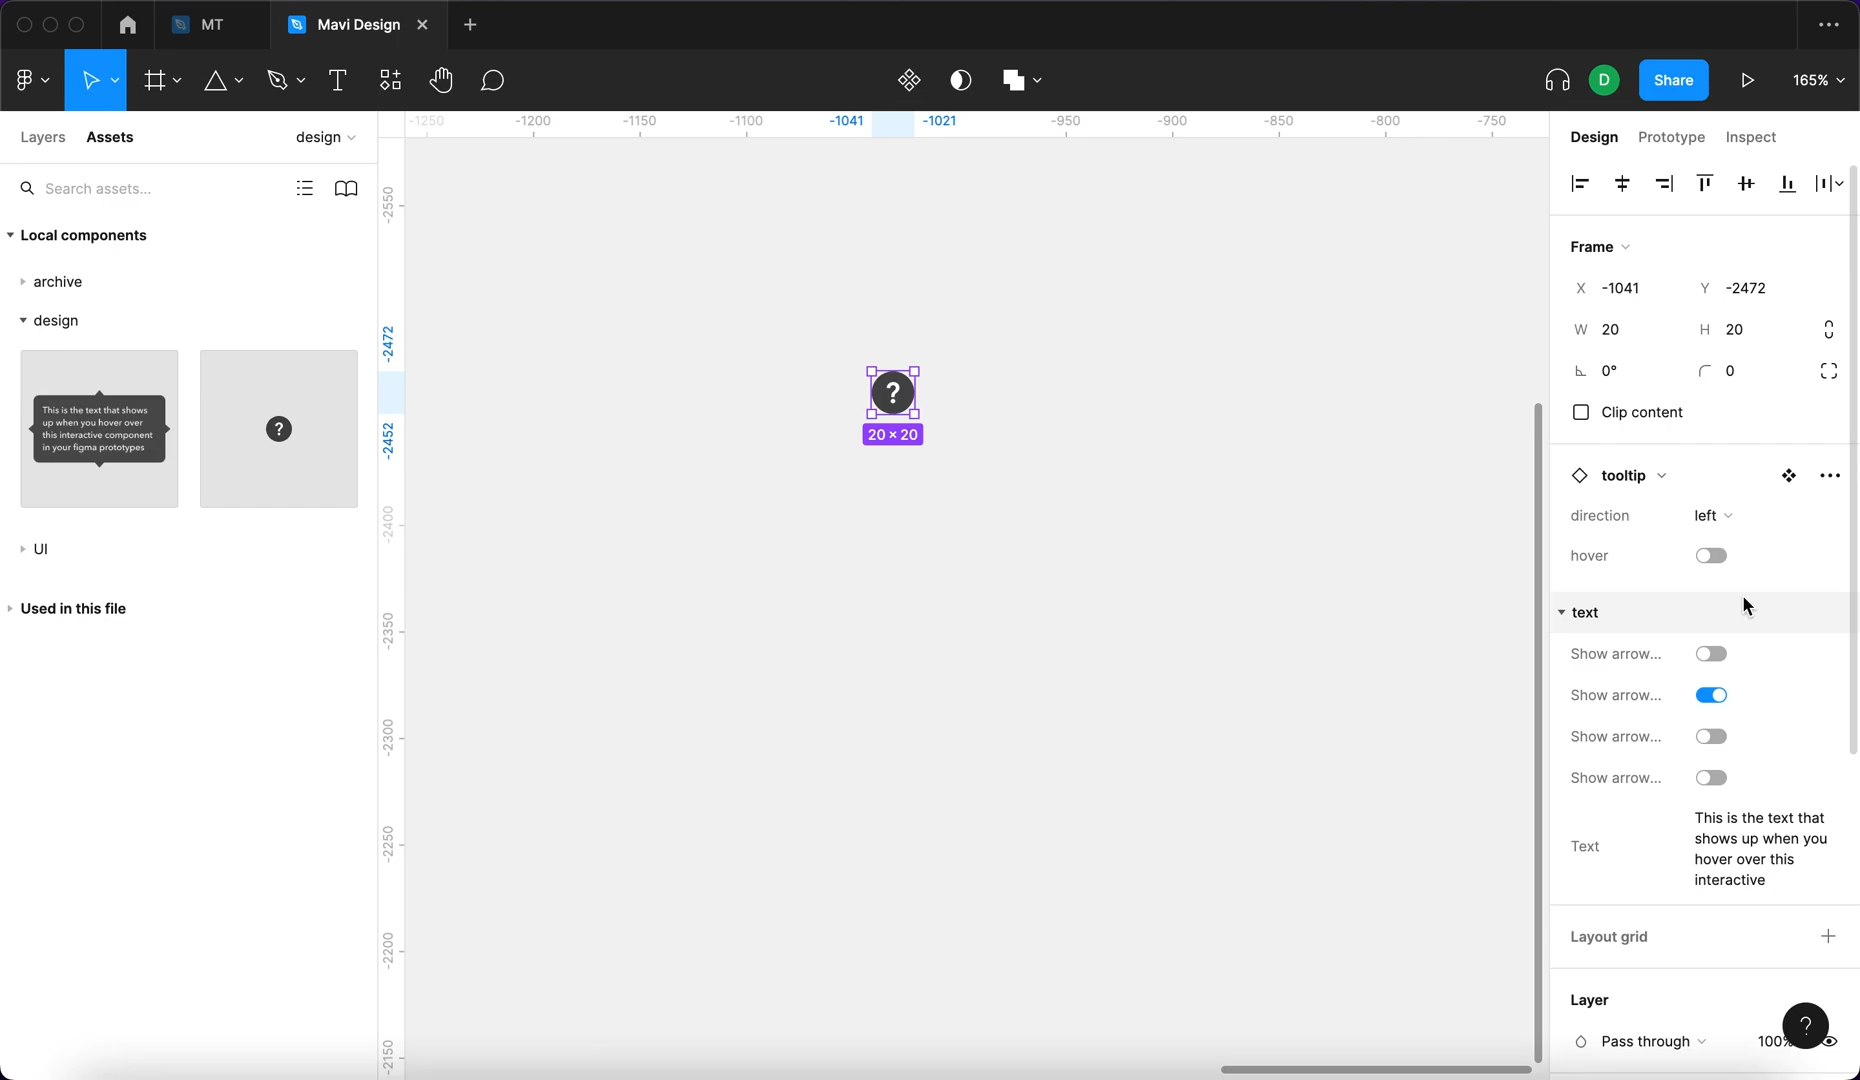 MT
Mavi Design
D
Share
165%
Layers
Assets
design
Search assets...
Local components
archive
design
This is the text that shows
up when you hover over
this interactive component
in your figma prototypes
?
UI
Used in this file
-1250
-1200
-1150
-1100
-1041
-1021
-950
-900
-850
-800
-750
-2550
-2472
-2452
-2400
-2350
-2300
-2250
-2200
-2150
?
20 × 20
Design
Prototype
Inspect
Frame
X -1041
Y -2472
W 20
H 20
0°
0
Clip content
tooltip
direction
left
hover
text
Show arrow...
Show arrow...
Show arrow...
Show arrow...
Text
This is the text that
shows up when you
hover over this
interactive
Layout grid
Layer
Pass through
100%
?